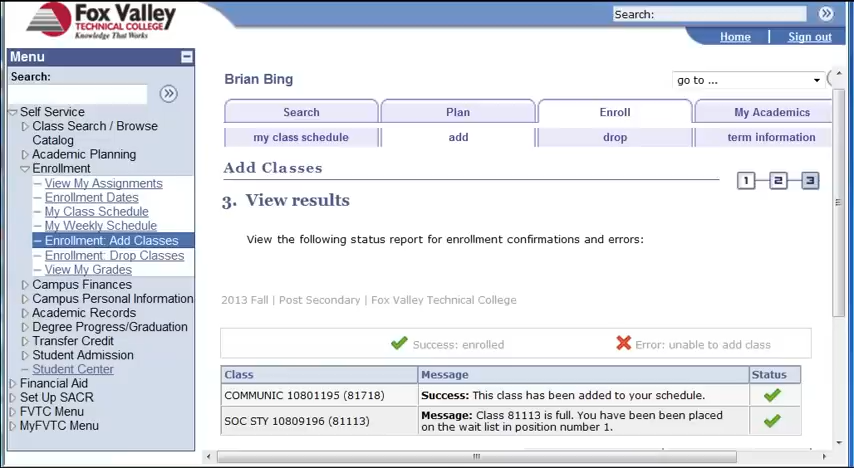 Fox Valley
TECHNICAL COLLEGE
Knowledge That Works
Search:
Home | Sign out
Menu
Search:
Self Service
Class Search / Browse
Catalog
Academic Planning
Enrollment
View My Assignments
Enrollment Dates
My Class Schedule
My Weekly Schedule
Enrollment: Add Classes
Enrollment: Drop Classes
View My Grades
Campus Finances
Campus Personal Information
Academic Records
Degree Progress/Graduation
Transfer Credit
Student Admission
Student Center
Financial Aid
Set Up SACR
FVTC Menu
MyFVTC Menu
Brian Bing
go to ...
Search Plan Enroll My Academics
my class schedule add drop term information
Add Classes
1 2 3
3. View results
View the following status report for enrollment confirmations and errors:
2013 Fall | Post Secondary | Fox Valley Technical College
Success: enrolled Error: unable to add class
Class Message Status
COMMUNIC 10801195 (81718) Success: This class has been added to your schedule.
SOC STY 10809196 (81113) Message: Class 81113 is full. You have been been placed
on the wait list in position number 1.